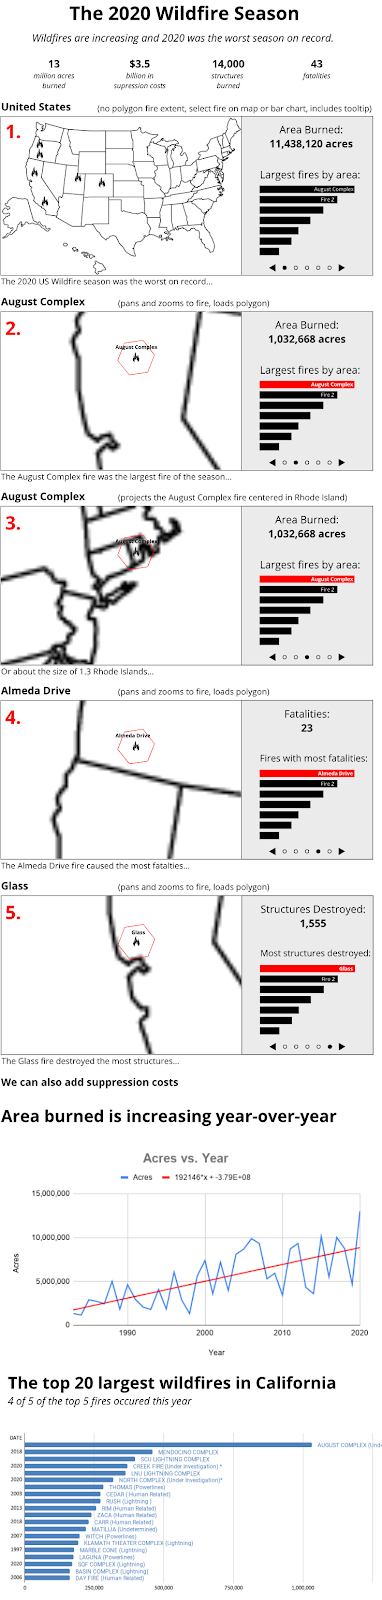 The 2020 Wildfire Season
Wildfires are increasing and 2020 was the worst season on record.
13
million acres
burned
$3.5
billion in
supression costs
14,000
structures
burned
43
fatalities
United States (no polygon fire extent, select fire on map or bar chart, includes tooltip)
1.
Area Burned:
11,438,120 acres
Largest fires by area:
August Complex
Fire 2
The 2020 US Wildfire season was the worst on record...
August Complex (pans and zooms to fire, loads polygon)
2.
August Complex
Area Burned:
1,032,668 acres
Largest fires by area:
August Complex
Fire 2
The August Complex fire was the largest fire of the season...
August Complex (projects the August Complex fire centered in Rhode Island)
3.
August Complex
Area Burned:
1,032,668 acres
Largest fires by area:
August Complex
Fire 2
Or about the size of 1.3 Rhode Islands...
Almeda Drive (pans and zooms to fire, loads polygon)
4.
Almeda Drive
Fatalities:
23
Fires with most fatalities:
Almeda Drive
Fire 2
The Almeda Drive fire caused the most fatalties...
Glass (pans and zooms to fire, loads polygon)
5.
Glass
Structures Destroyed:
1,555
Most structures destroyed:
Glass
Fire 2
The Glass fire destroyed the most structures...
We can also add suppression costs
Area burned is increasing year-over-year
Acres vs. Year
Acres 192146*x + -3.79E+08
15,000,000
10,000,000
5,000,000
0
Acres
1990 2000 2010 2020
Year
The top 20 largest wildfires in California
4 of 5 of the top 5 fires occured this year
DATE
AUGUST COMPLEX (Und
2018 MENDOCINO COMPLEX
SCU LIGHTNING COMPLEX
2020 CREEK FIRE (Under Investigation) *
LNU LIGHTNING COMPLEX
2020 NORTH COMPLEX (Under Investigation)*
THOMAS (Powerlines)
2003 CEDAR ( Human Related)
RUSH (Lightning )
2013 RIM (Human Related)
ZACA (Human Related)
2018 CARR (Human Related)
MATILIJA (Undetermined)
2007 WITCH (Powerlines)
KLAMATH THEATER COMPLEX (Lightning)
1977 MARBLE CONE (Lightning)
LAGUNA (Powerlines)
2020 SQF COMPLEX (Lightning)
BASIN COMPLEX (Lightning)
2006 DAY FIRE (Human Related)
0 250,000 500,000 750,000 1,000,000